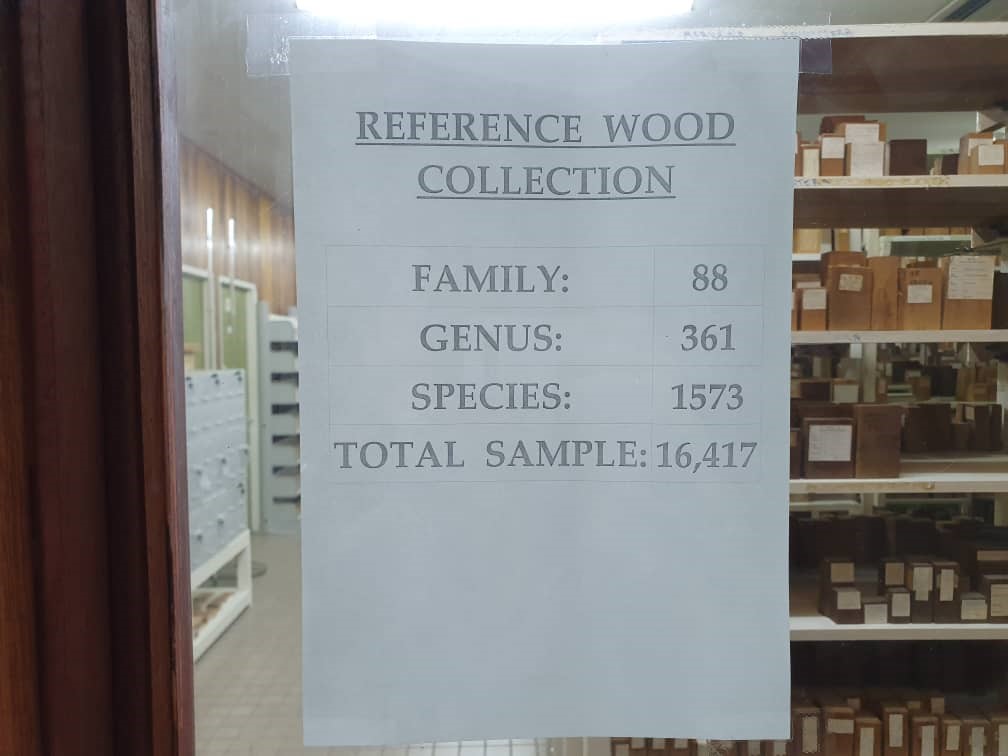 REFERENCE WOOD
COLLECTION
FAMILY: 88
GENUS: 361
SPECIES: 1573
TOTAL SAMPLE: 16,417